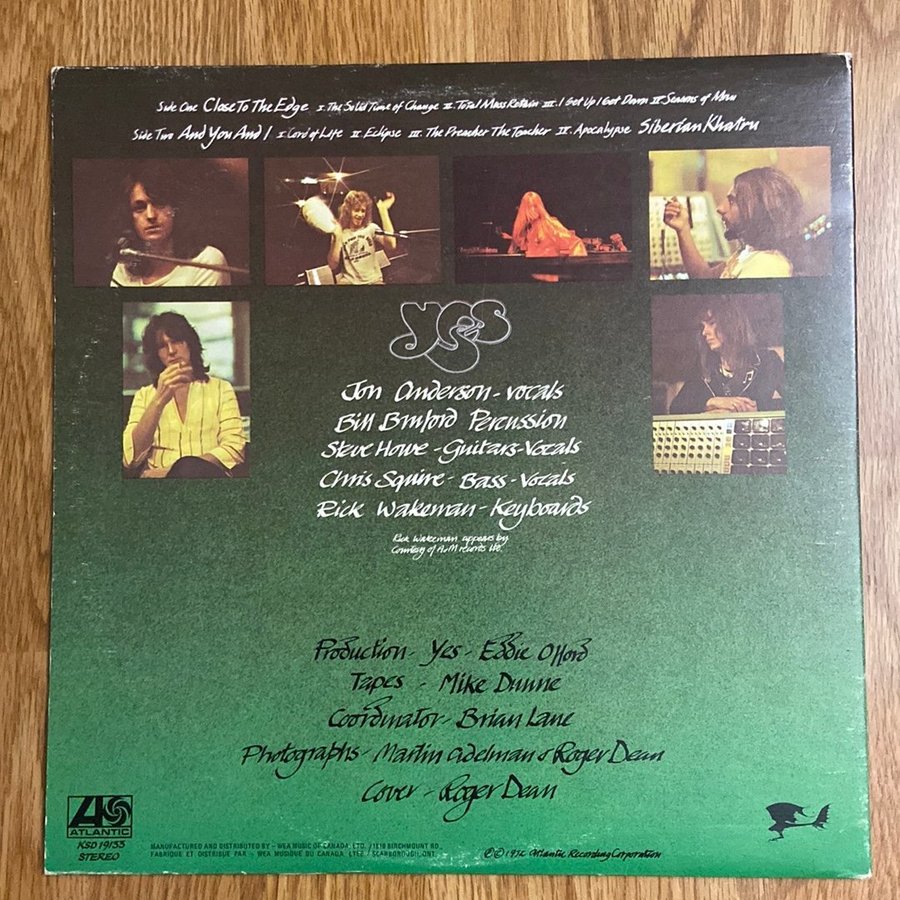 Side One Close To The Edge I. The Solid Time of Change II. Total Mass Retain III. I Get Up I Get Down IV. Seasons of Man
Side Two And You And I I. Cord of Life II. Eclipse III. The Preacher The Teacher IV. Apocalypse Siberian Khatru
yes
Jon Anderson - vocals
Bill Bruford Percussion
Steve Howe - Guitars - Vocals
Chris Squire - Bass - Vocals
Rick Wakeman - Keyboards
Rick Wakeman appears by
Courtesy of A&M records ltd.
Production - Yes - Eddie Offord
Tapes - Mike Dunne
Coordinator - Brian Lane
Photographs - Martin Adelman & Roger Dean
Cover - Roger Dean
ATLANTIC
KSD 19133
STEREO
MANUFACTURED AND DISTRIBUTED BY - WEA MUSIC OF CANADA, LTD. /1810 BIRCHMOUNT RD.
FABRIQUE ET DISTRIBUE PAR - WEA MUSIQUE DU CANADA, LTEE / SCARBOROUGH, ONT.
©℗ 1972 Atlantic Recording Corporation